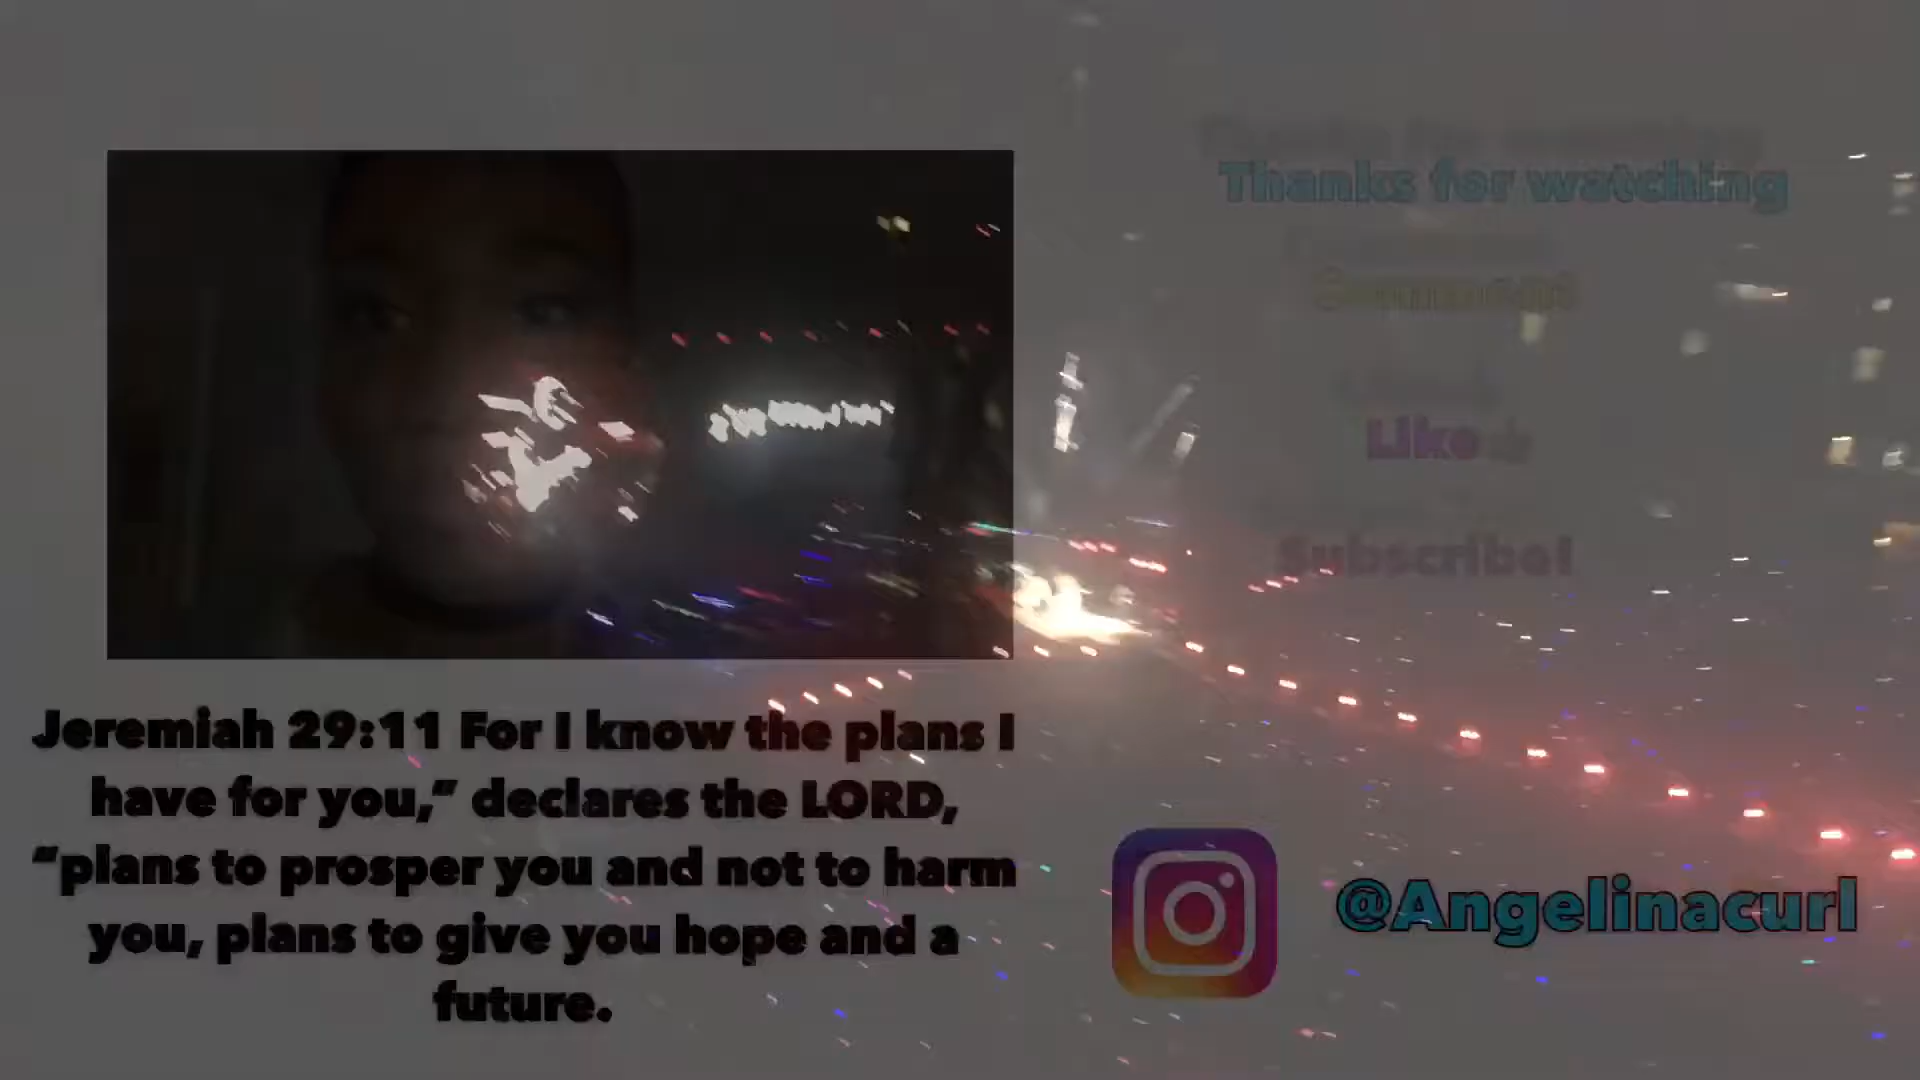 Thanks for watching
Comment
Like
Subscribe!
Jeremiah 29:11 For I know the plans I
have for you,” declares the LORD,
“plans to prosper you and not to harm
you, plans to give you hope and a
future.
@Angelinacurl